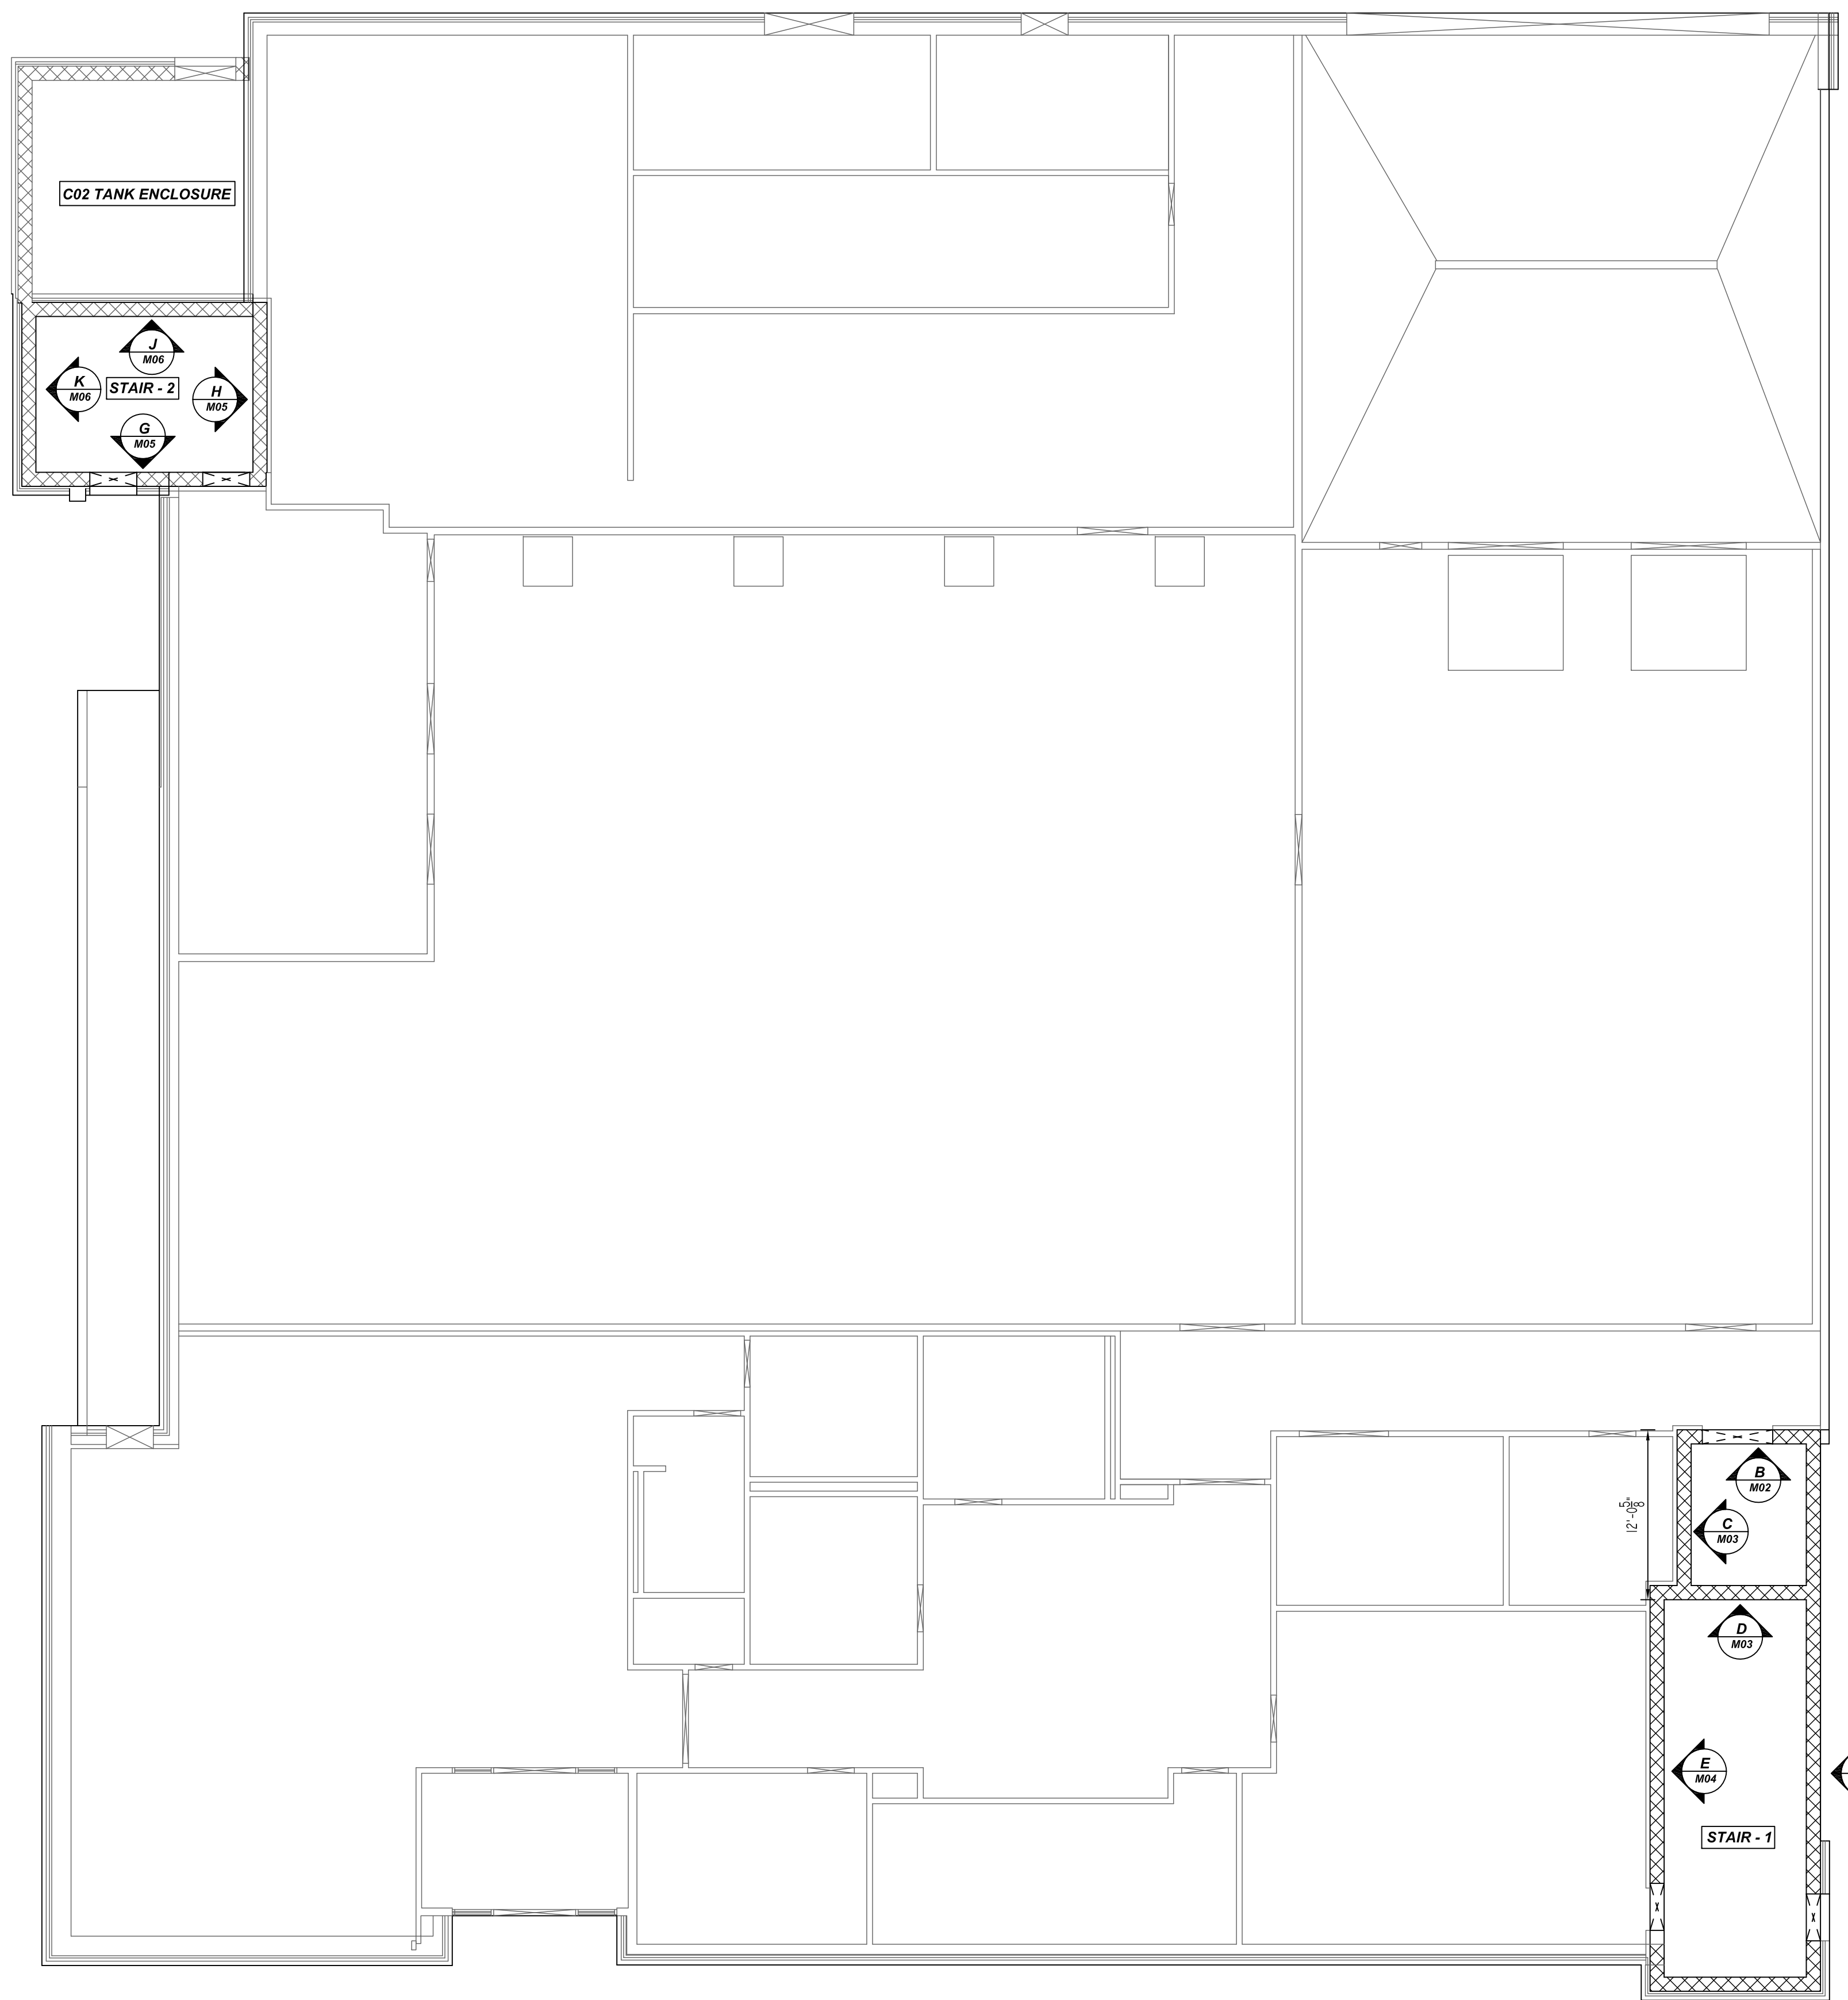 C02 TANK ENCLOSURE
J
M06
K
M06
STAIR - 2
H
M05
G
M05
B
M02
12'-0 5/8"
C
M03
D
M03
E
M04
STAIR - 1